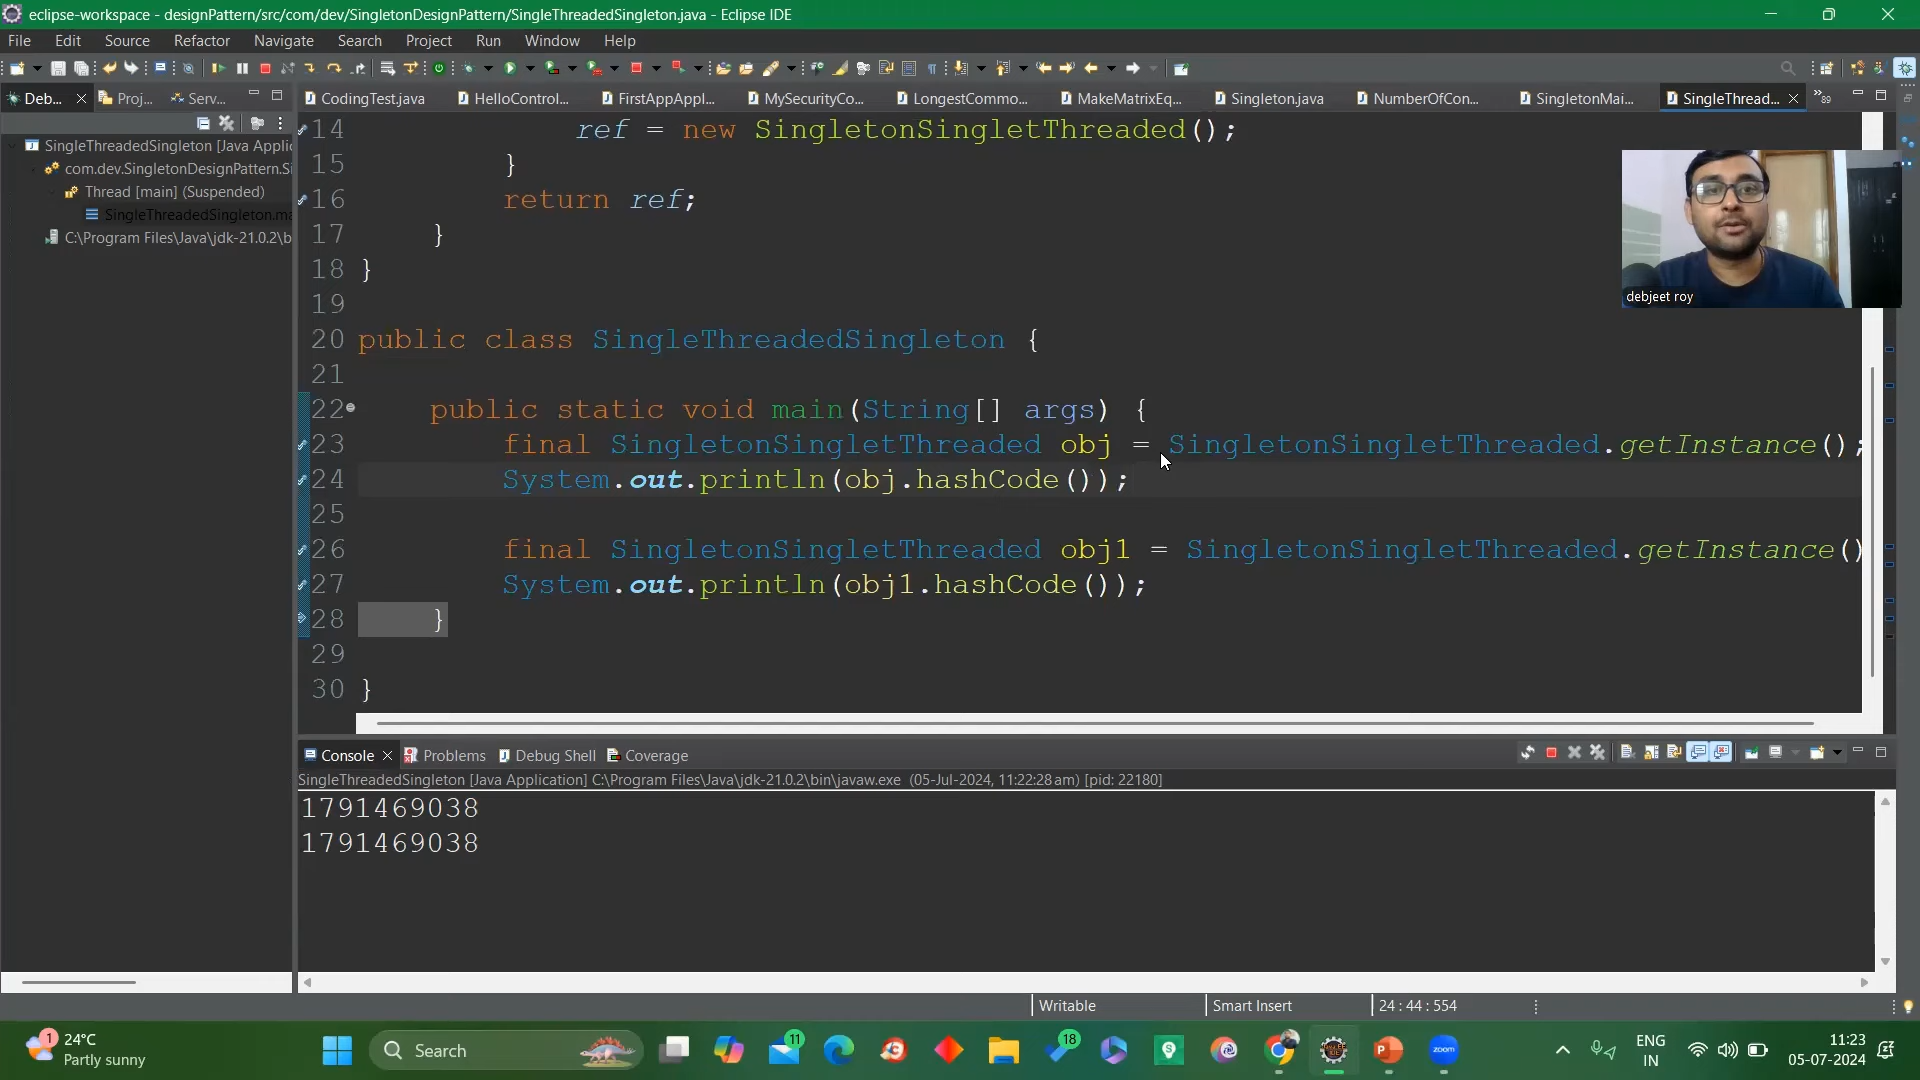 eclipse-workspace - designPattern/src/com/dev/SingletonDesignPattern/SingleThreadedSingleton.java - Eclipse IDE
File Edit Source Refactor Navigate Search Project Run Window Help
Deb... Proj... Serv...
CodingTest.java HelloControl... FirstAppAppl... MySecurityCo... LongestCommo... MakeMatrixEq... Singleton.java NumberOfCon... SingletonMai... SingleThread... »89
SingleThreadedSingleton [Java Applic
com.dev.SingletonDesignPattern.Si
Thread [main] (Suspended)
SingleThreadedSingleton.ma
C:\Program Files\Java\jdk-21.0.2\b
14 ref = new SingletonSingletThreaded();
15 }
16 return ref;
17 }
18 }
19
20 public class SingleThreadedSingleton {
21
22 public static void main(String[] args) {
23 final SingletonSingletThreaded obj = SingletonSingletThreaded.getInstance();
24 System.out.println(obj.hashCode());
25
26 final SingletonSingletThreaded obj1 = SingletonSingletThreaded.getInstance()
27 System.out.println(obj1.hashCode());
28 }
29
30 }
debjeet roy
Console Problems Debug Shell Coverage
SingleThreadedSingleton [Java Application] C:\Program Files\Java\jdk-21.0.2\bin\javaw.exe (05-Jul-2024, 11:22:28 am) [pid: 22180]
1791469038
1791469038
Writable Smart Insert 24 : 44 : 554
1
24°C
Partly sunny
Search
11
18
zoom
ENG
IN
11:23
05-07-2024